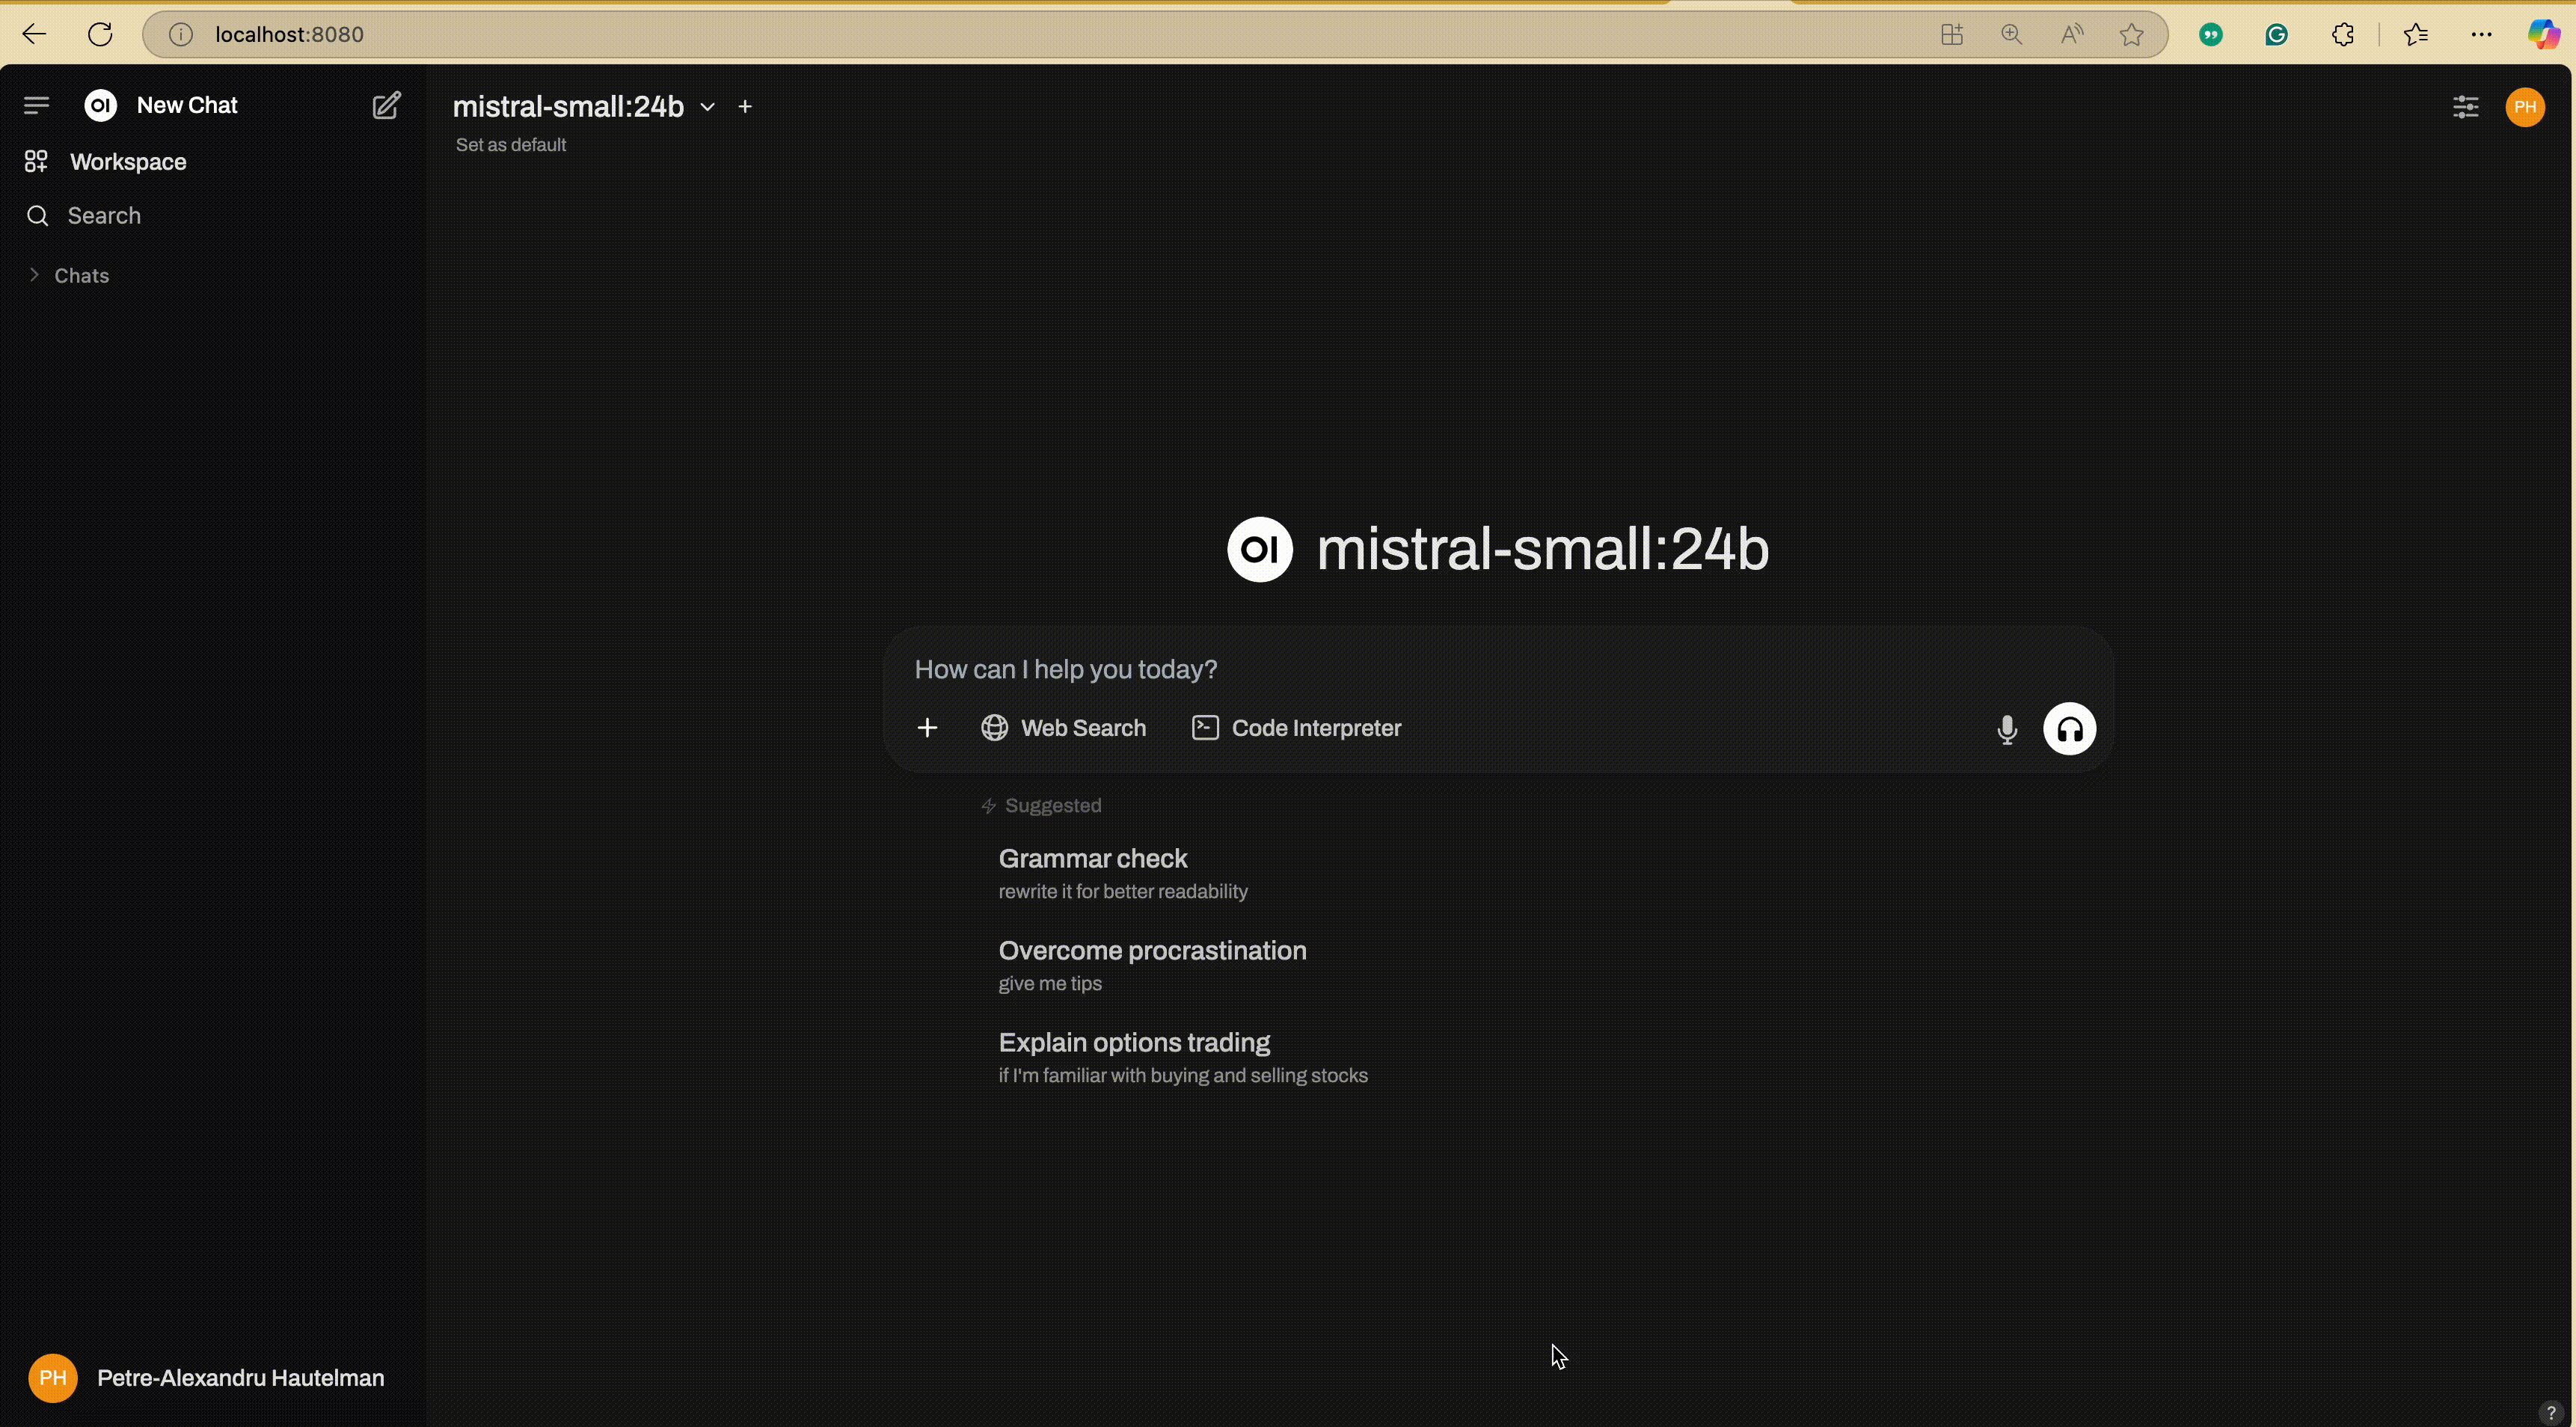 localhost:8080
OI New Chat
Workspace
Search
Chats
mistral-small:24b
Set as default
PH
OI mistral-small:24b
How can I help you today?
Web Search
Code Interpreter
Suggested
Grammar check
rewrite it for better readability
Overcome procrastination
give me tips
Explain options trading
if I'm familiar with buying and selling stocks
PH Petre-Alexandru Hautelman
?